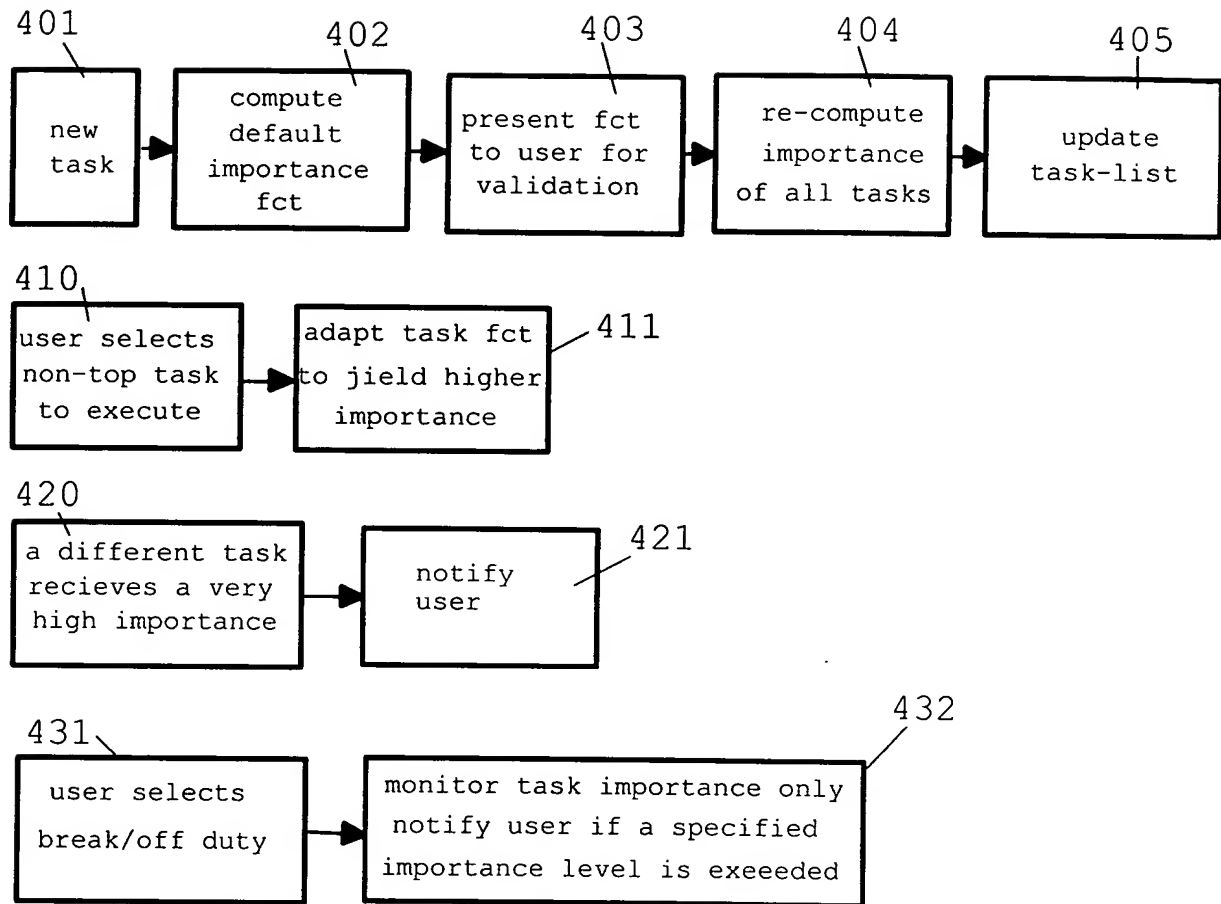 401
402
403
404
405
new
task
compute
default
importance
fct
present fct
to user for
validation
re-compute
importance
of all tasks
update
task-list
410
411
user selects
non-top task
to execute
adapt task fct
to jield higher
importance
420
421
a different task
recieves a very
high importance
notify
user
431
432
user selects
break/off duty
monitor task importance only
notify user if a specified
importance level is exeeeded